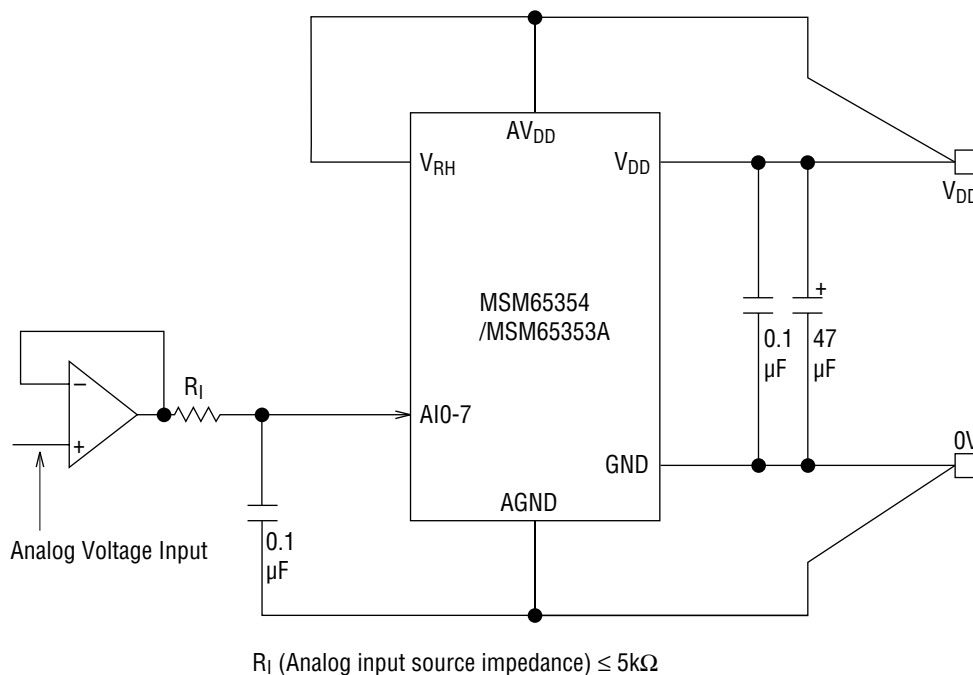 AVDD
VRH
VDD
VDD
MSM65354
/MSM65353A
+
0.1
µF
47
µF
−
RI
AI0-7
+
0V
GND
AGND
Analog Voltage Input
0.1
µF
RI (Analog input source impedance) ≤ 5kΩ